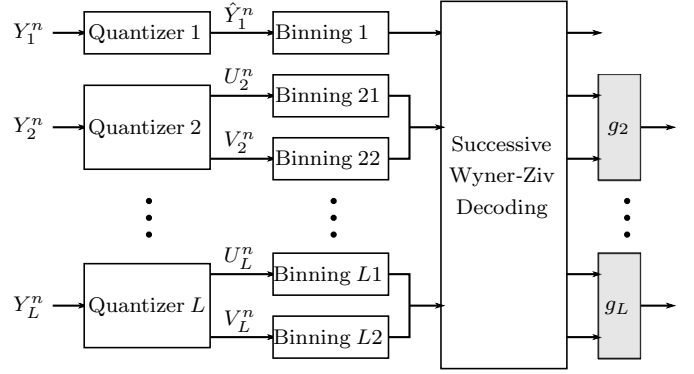 Y_1^n Quantizer 1 Ŷ_1^n Binning 1
Y_2^n Quantizer 2 U_2^n Binning 21
V_2^n Binning 22
g_2
Successive
Wyner-Ziv
Decoding
Y_L^n Quantizer L U_L^n Binning L1
V_L^n Binning L2
g_L